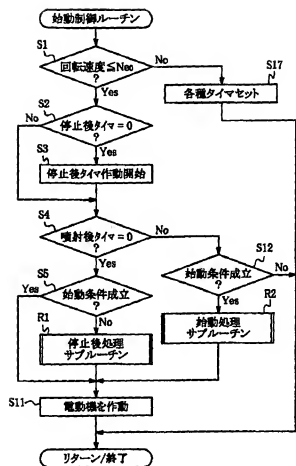 始動制御ルーチン
S1
回転速度≦Nec
?
No
S17
各種タイマセット
Yes
S2
No
停止後タイマ=0
?
Yes
S3
停止後タイマ作動開始
S4
噴射後タイマ=0
?
No
Yes
S12
S5
始動条件成立
?
No
Yes
始動条件成立
?
Yes
No
R1
停止後処理
サブルーチン
R2
始動処理
サブルーチン
S11
電動機を作動
リターン/終了